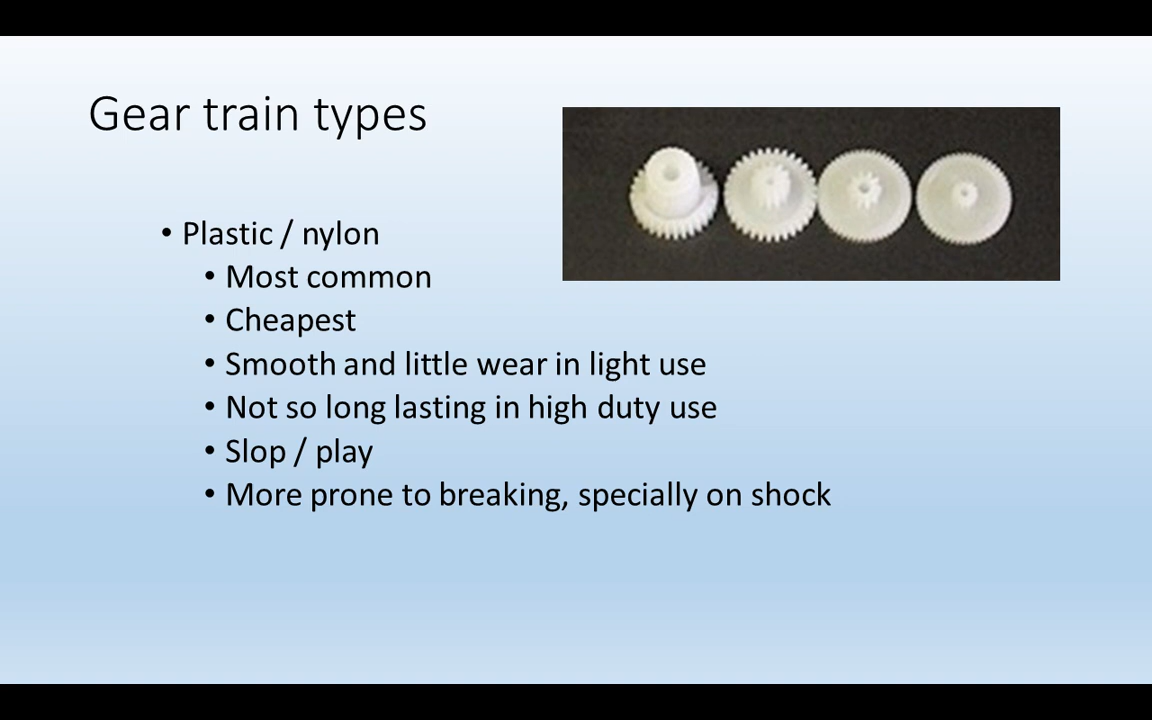 Gear train types
• Plastic / nylon
• Most common
• Cheapest
• Smooth and little wear in light use
• Not so long lasting in high duty use
• Slop / play
• More prone to breaking, specially on shock